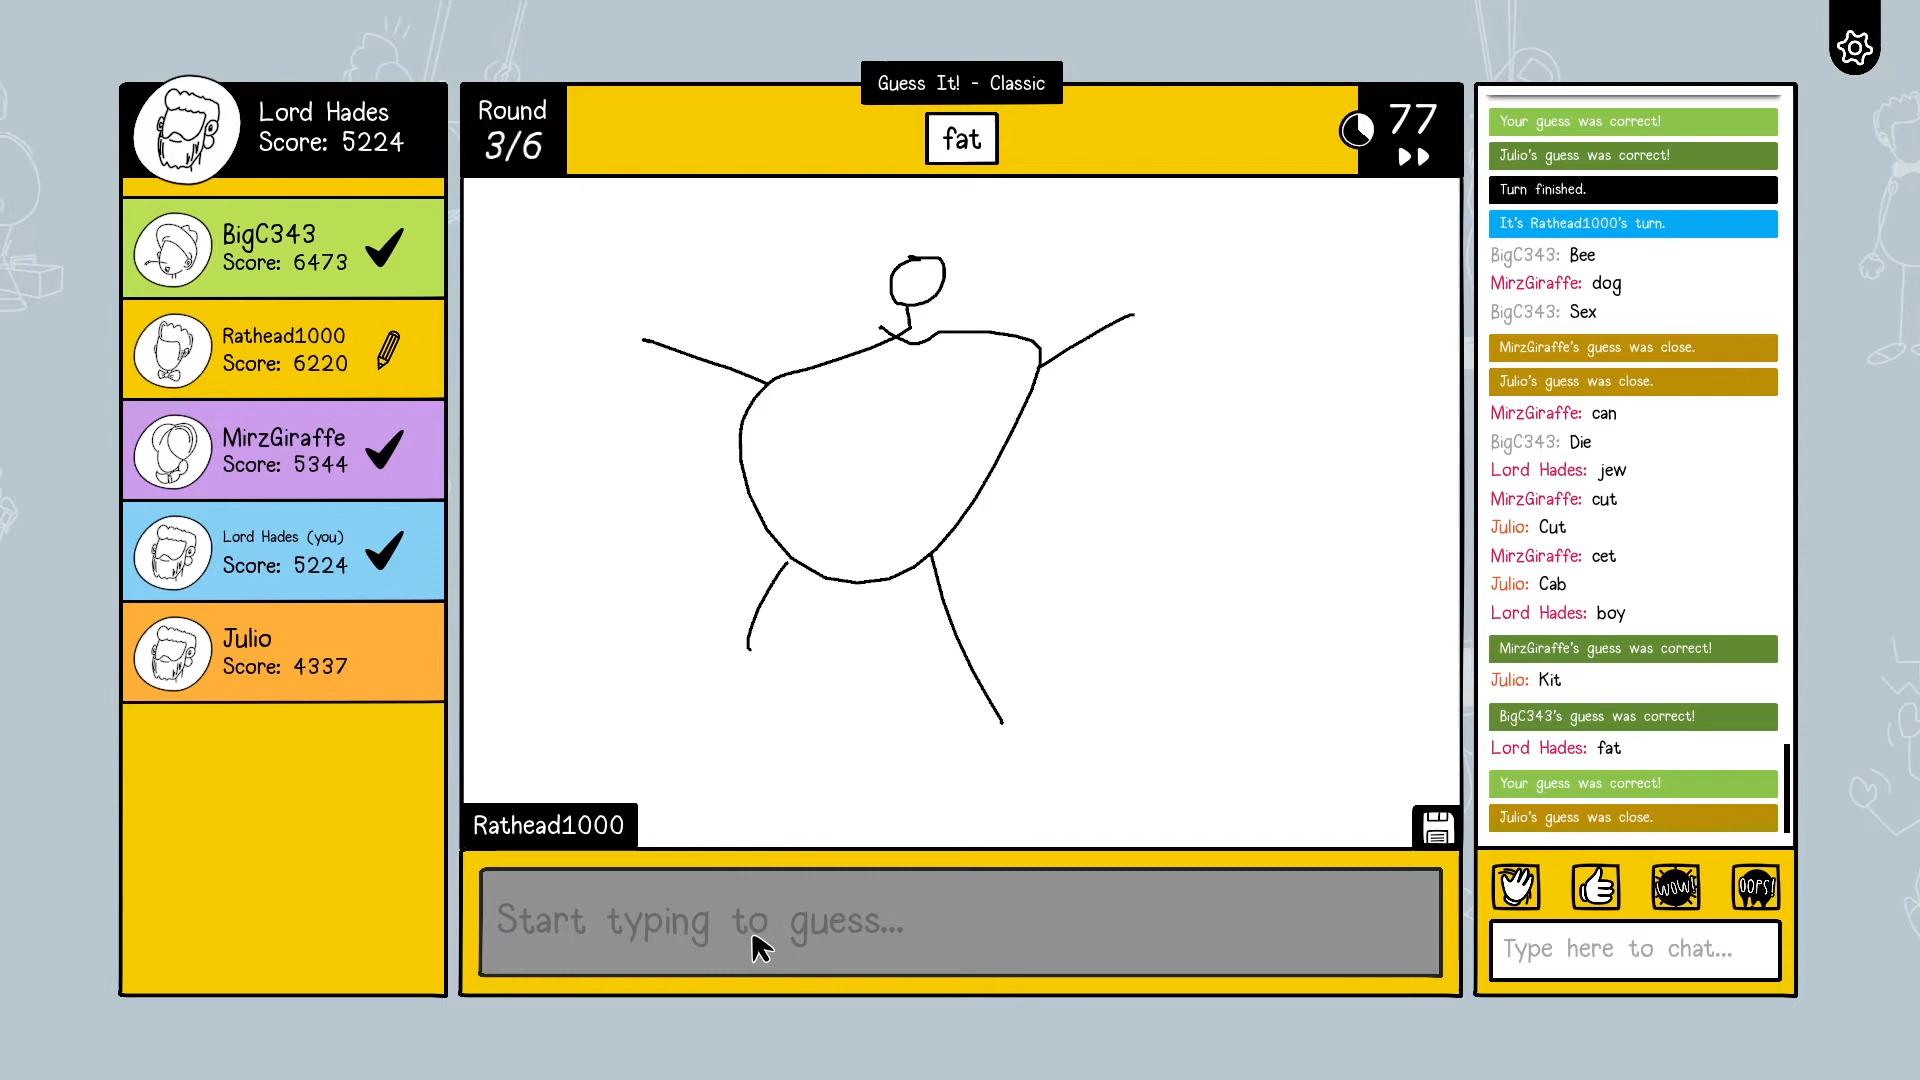 Guess It! - Classic
Lord Hades
Score: 5224
Round
3/6
fat
77
BigC343
Score: 6473
Rathead1000
Score: 6220
MirzGiraffe
Score: 5344
Lord Hades (you)
Score: 5224
Julio
Score: 4337
Rathead1000
Start typing to guess...
Your guess was correct!
Julio's guess was correct!
Turn finished.
It's Rathead1000's turn.
BigC343: Bee
MirzGiraffe: dog
BigC343: Sex
MirzGiraffe's guess was close.
Julio's guess was close.
MirzGiraffe: can
BigC343: Die
Lord Hades: jew
MirzGiraffe: cut
Julio: Cut
MirzGiraffe: cet
Julio: Cab
Lord Hades: boy
MirzGiraffe's guess was correct!
Julio: Kit
BigC343's guess was correct!
Lord Hades: fat
Your guess was correct!
Julio's guess was close.
WOW!
OOPS!
Type here to chat...